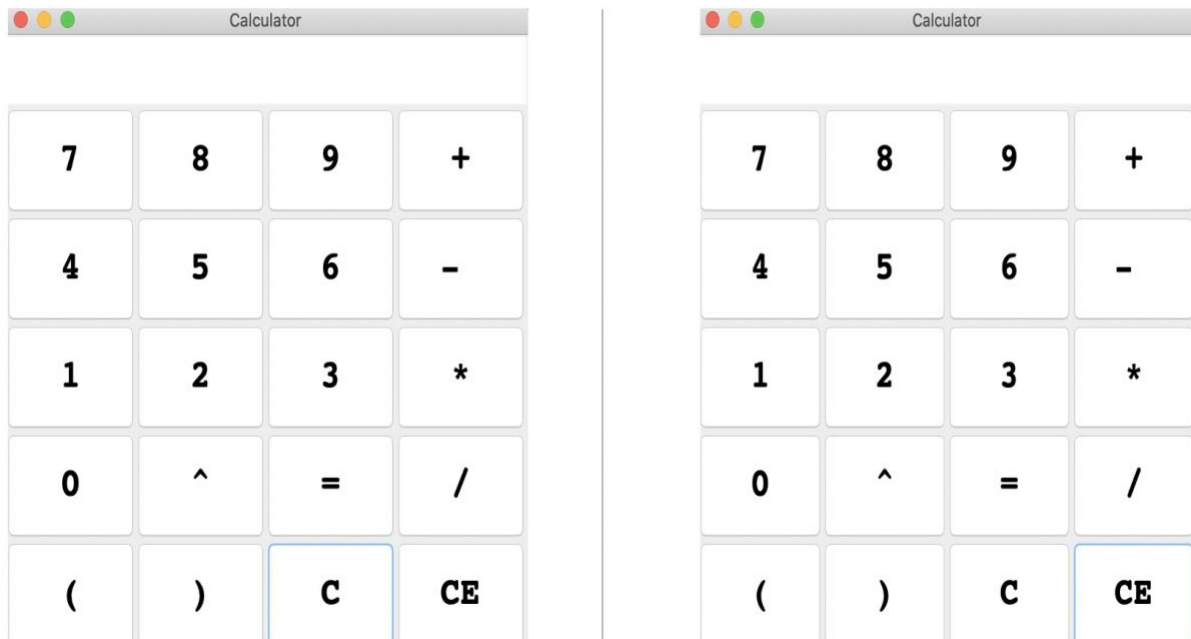 Calculator
7 8 9 +
4 5 6 -
1 2 3 *
0 ^ = /
( ) C CE
Calculator
7 8 9 +
4 5 6 -
1 2 3 *
0 ^ = /
( ) C CE